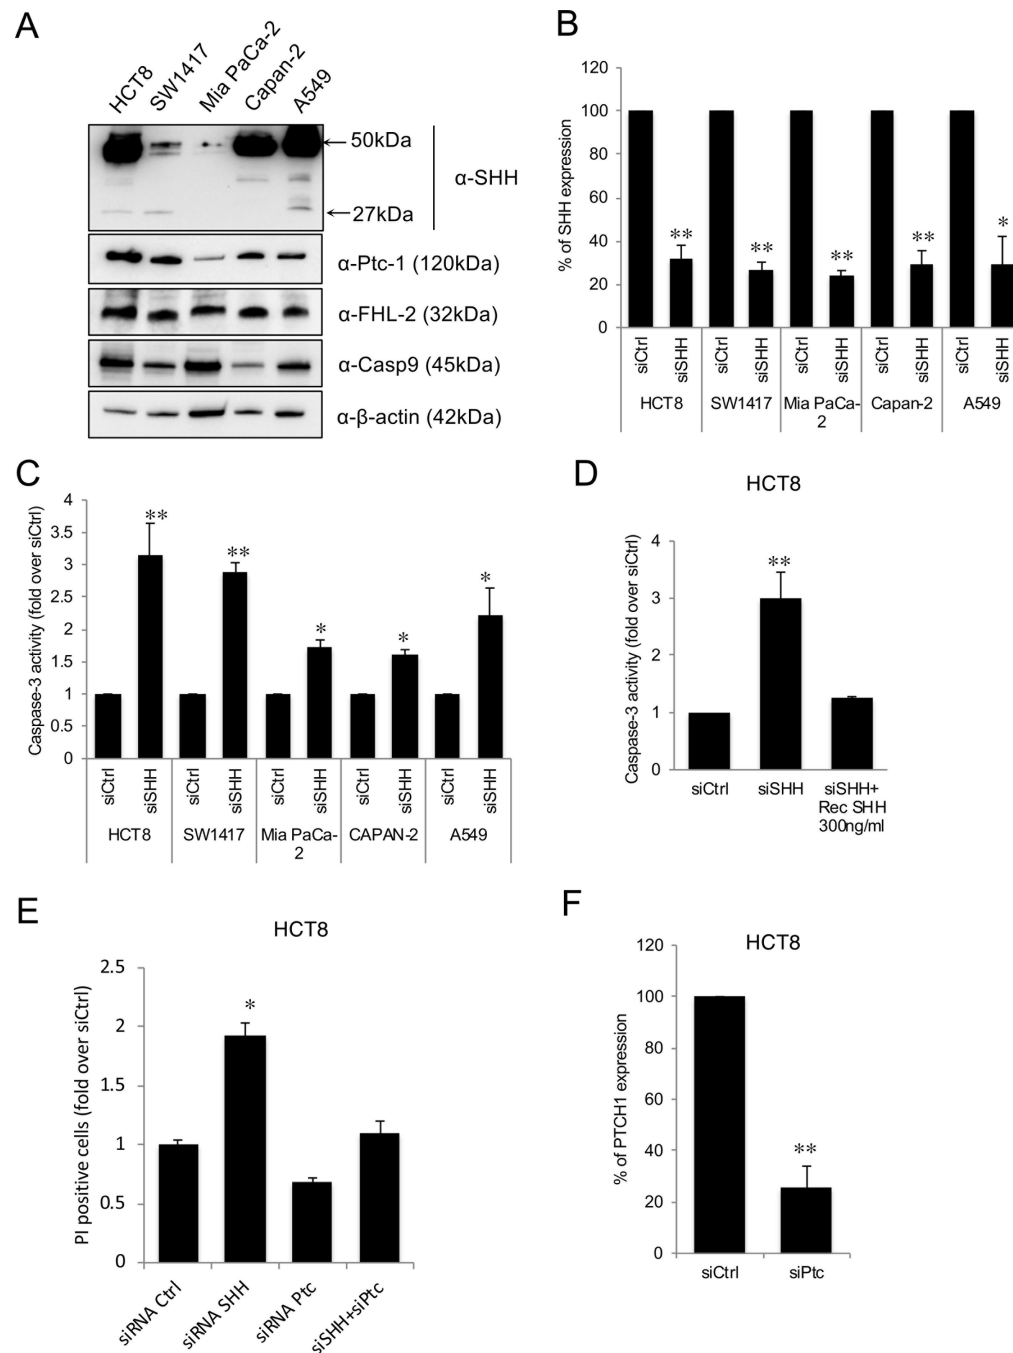 A
HCT8
SW1417
Mia PaCa-2
Capan-2
A549
50kDa
α-SHH
27kDa
α-Ptc-1 (120kDa)
α-FHL-2 (32kDa)
α-Casp9 (45kDa)
α-β-actin (42kDa)
B
% of SHH expression
120
100
80
60
40
20
0
** ** ** ** *
siCtrl siSHH siCtrl siSHH siCtrl siSHH siCtrl siSHH siCtrl siSHH
HCT8 SW1417 Mia PaCa- Capan-2 A549
2
C
Caspase-3 activity (fold over siCtrl)
4
3.5
3
2.5
2
1.5
1
0.5
0
** ** * * *
siCtrl siSHH siCtrl siSHH siCtrl siSHH siCtrl siSHH siCtrl siSHH
HCT8 SW1417 Mia PaCa- CAPAN-2 A549
2
D
HCT8
Caspase-3 activity (fold over siCtrl)
4
3
2
1
0
**
siCtrl siSHH siSHH+
Rec SHH
300ng/ml
E
HCT8
PI positive cells (fold over siCtrl)
2.5
2
1.5
1
0.5
0
*
siRNA Ctrl
siRNA SHH
siRNA Ptc
siSHH+siPtc
F
HCT8
% of PTCH1 expression
120
100
80
60
40
20
0
**
siCtrl siPtc